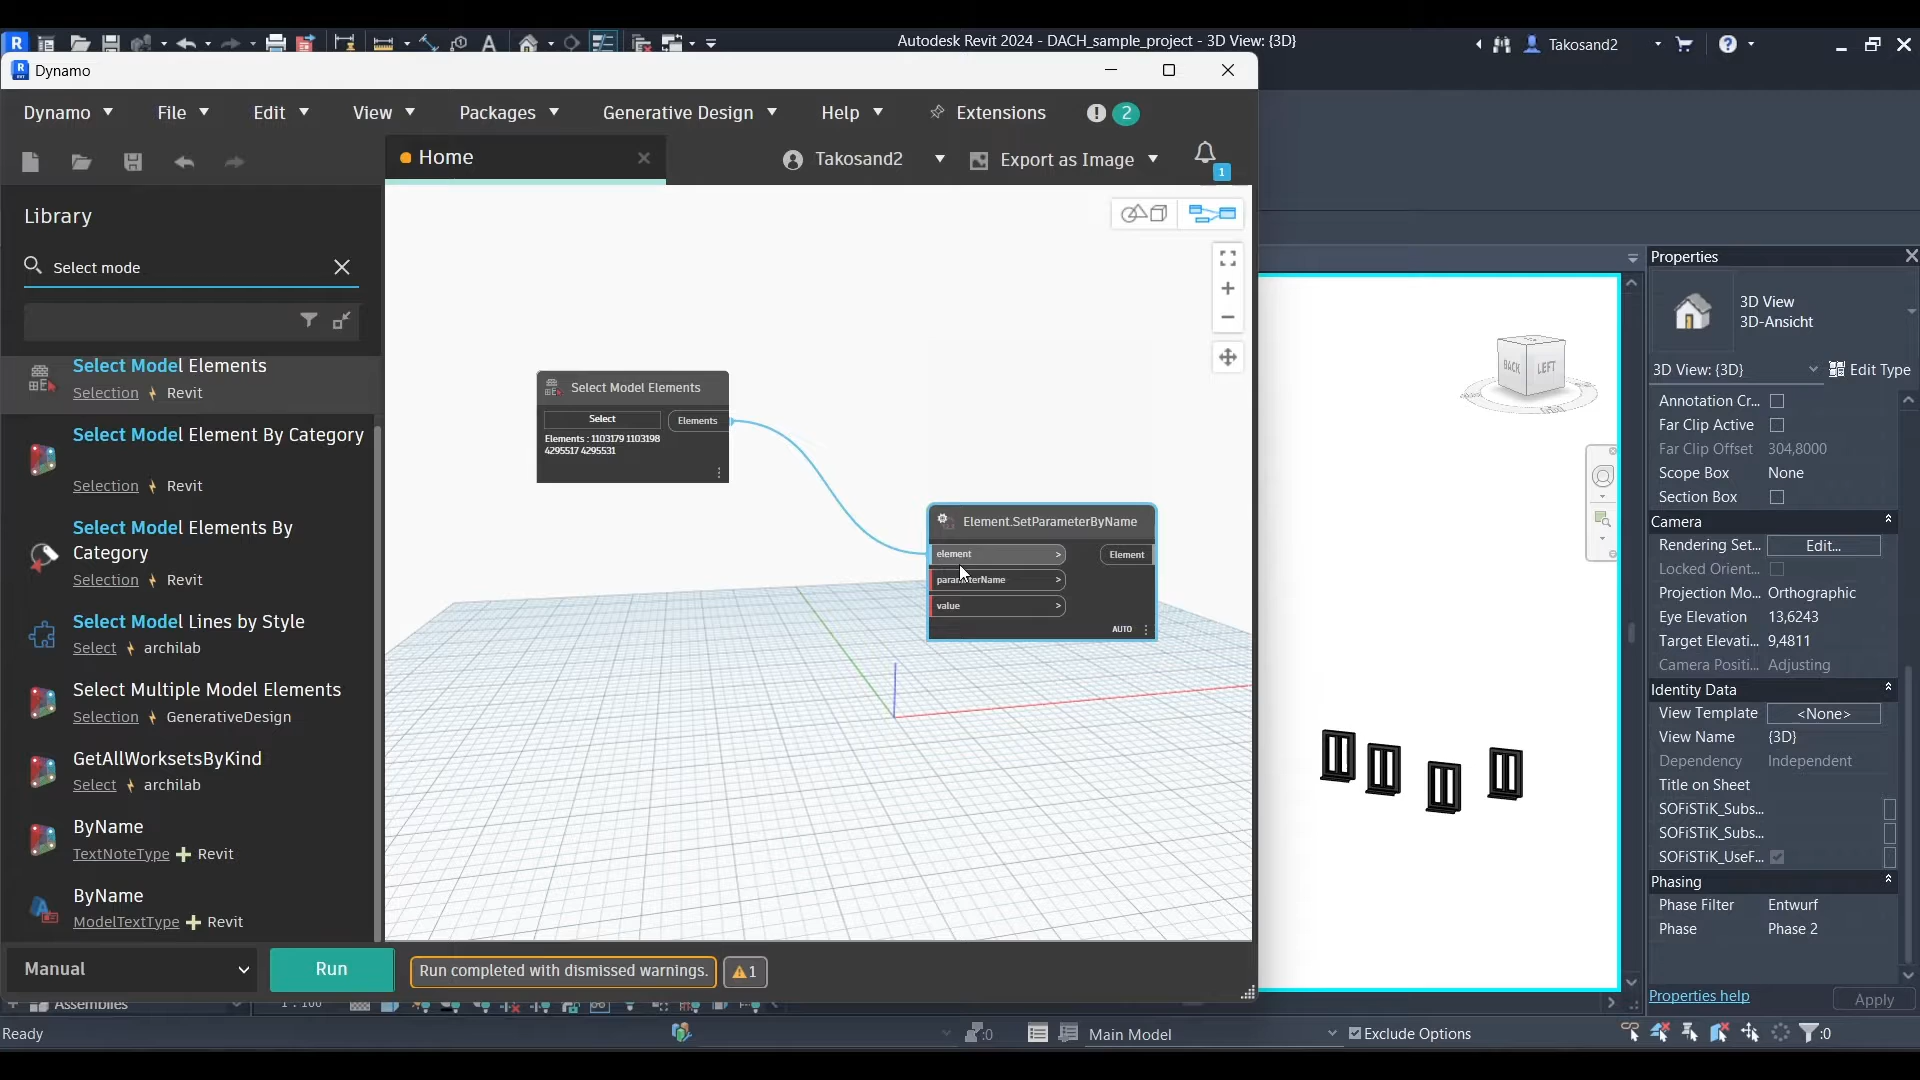 Autodesk Revit 2024 - DACH_sample_project - 3D View: {3D}
Takosand2
Dynamo
Dynamo File Edit View Packages Generative Design Help Extensions 2
Home
Takosand2
Export as Image
1
Library
Select mode
Select Model Elements
Selection Revit
Select Model Element By Category
Selection Revit
Select Model Elements By
Category
Selection Revit
Select Model Lines by Style
Select archilab
Select Multiple Model Elements
Selection GenerativeDesign
GetAllWorksetsByKind
Select archilab
ByName
TextNoteType Revit
ByName
ModelTextType Revit
Select Model Elements
Select
Elements
Elements : 1103179 1103198
4295517 4295531
Element.SetParameterByName
element >
Element
parameterName >
value >
AUTO
Manual
Run
Run completed with dismissed warnings.
1
BACK
LEFT
Properties
3D View
3D-Ansicht
3D View: {3D}
Edit Type
Annotation Cr...
Far Clip Active
Far Clip Offset 304,8000
Scope Box None
Section Box
Camera
Rendering Set... Edit...
Locked Orient...
Projection Mo... Orthographic
Eye Elevation 13,6243
Target Elevati... 9,4811
Camera Positi... Adjusting
Identity Data
View Template <None>
View Name {3D}
Dependency Independent
Title on Sheet
SOFiSTiK_Subs...
SOFiSTiK_Subs...
SOFiSTiK_UseF...
Phasing
Phase Filter Entwurf
Phase Phase 2
Properties help
Apply
Assemblies
1 : 100
Ready
:0
Main Model
Exclude Options
:0